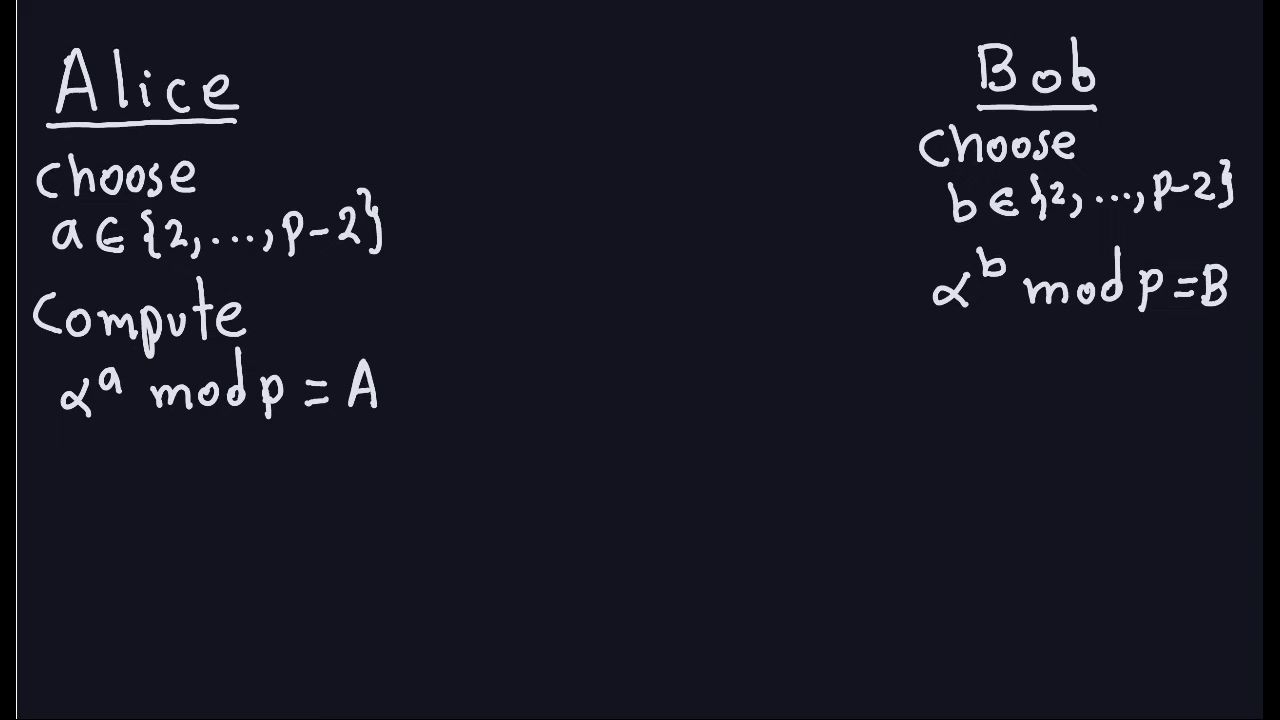 Alice
choose
a ∈ {2, ..., p-2}
Compute
α^a mod p = A
Bob
choose
b ∈ {2, ..., p-2}
α^b mod p = B